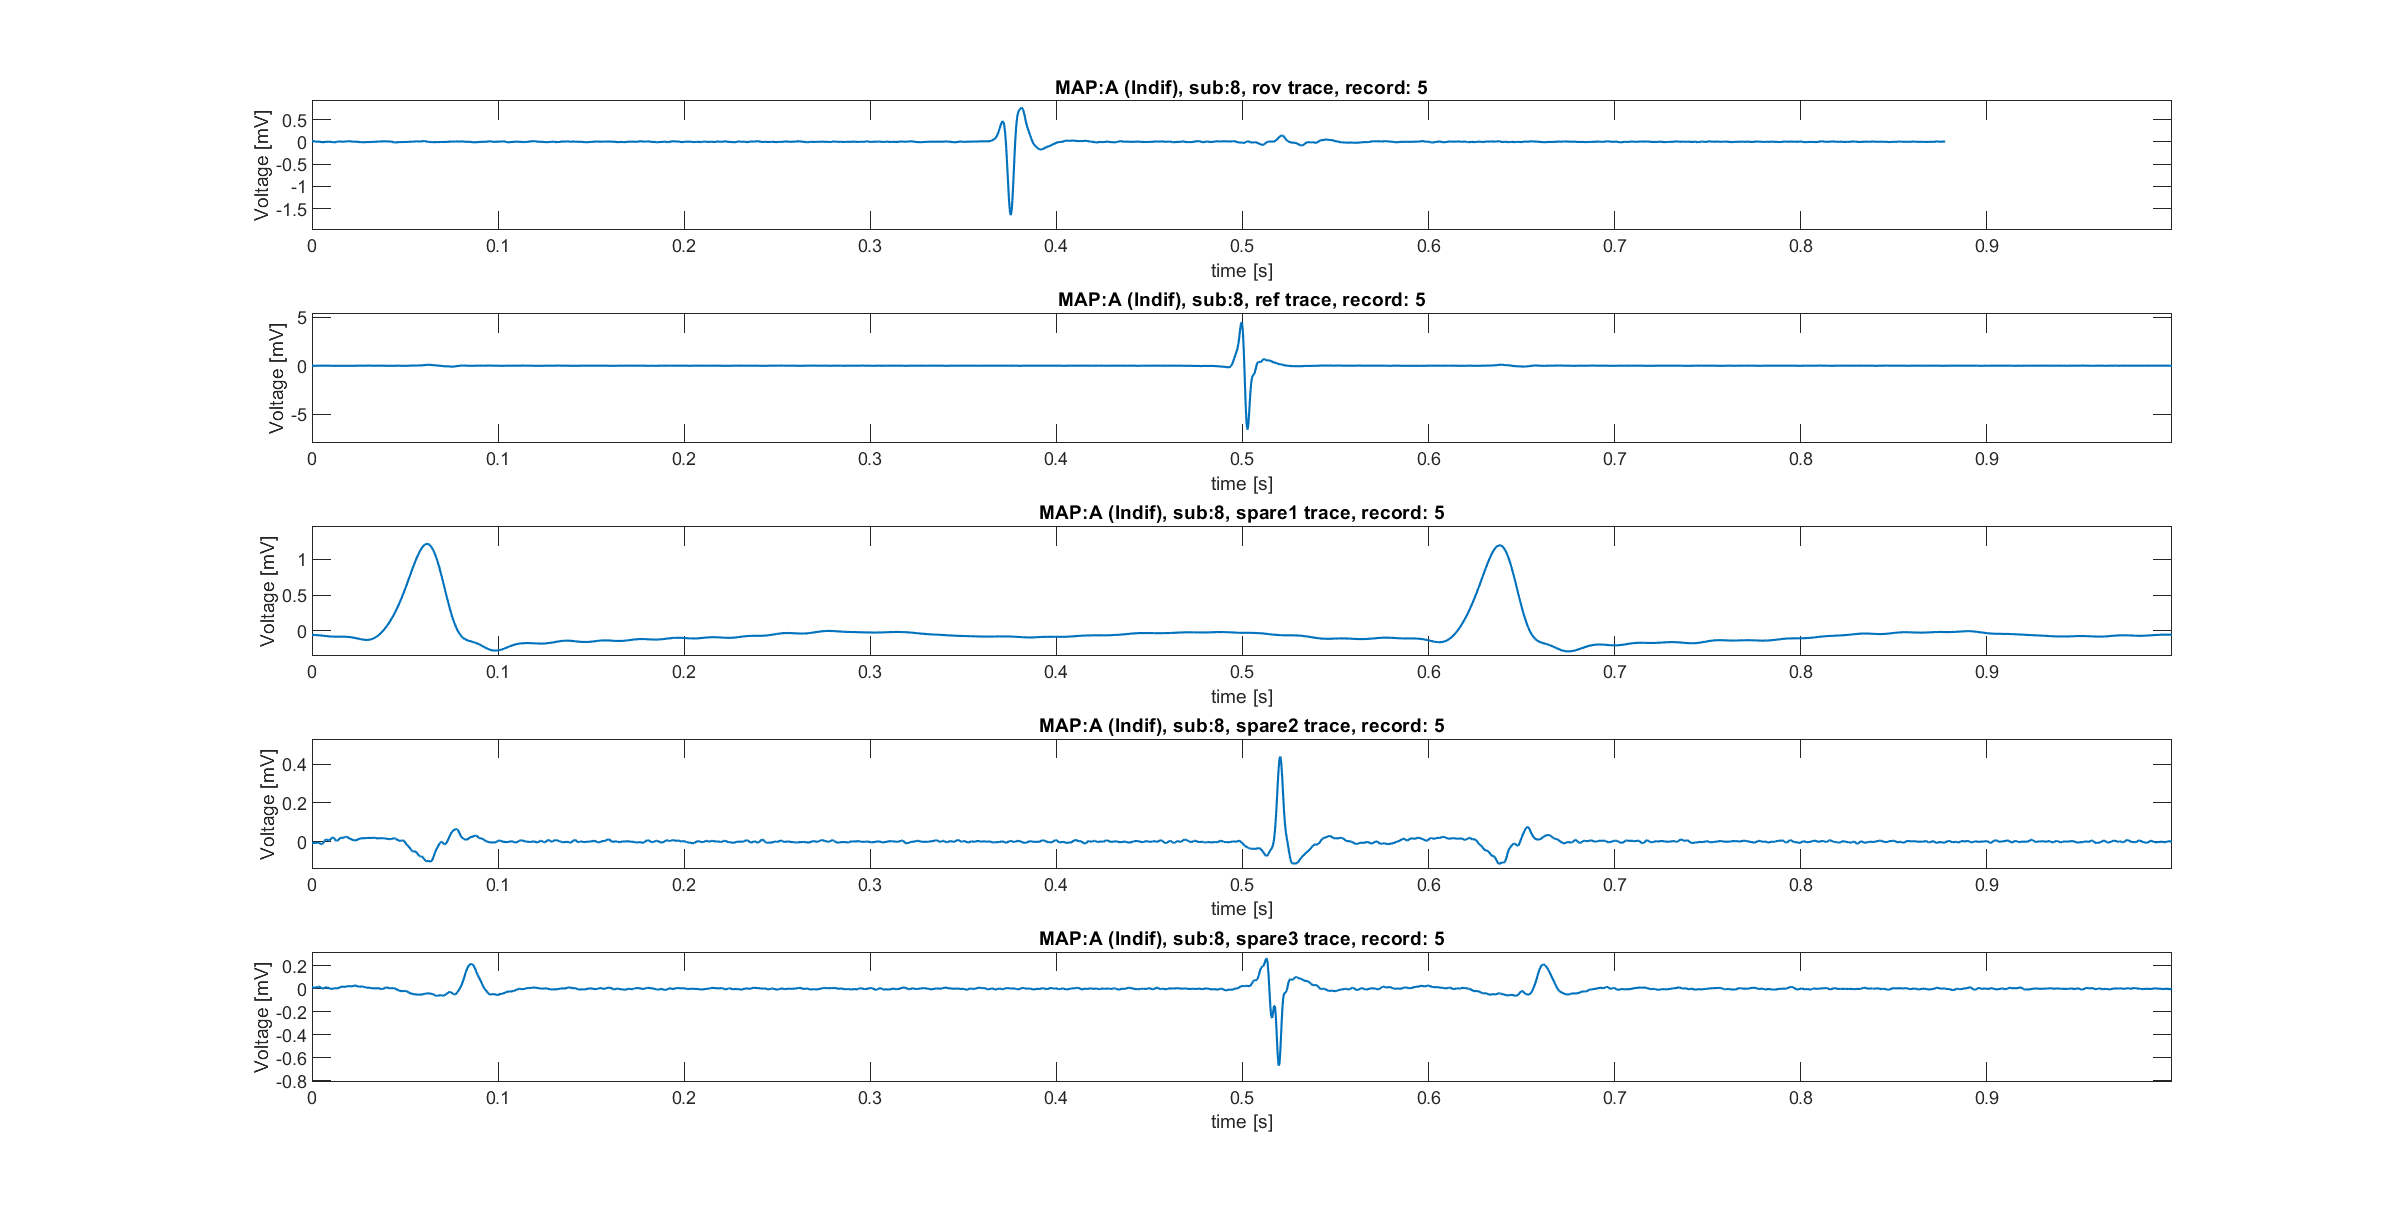 MAP:A (Indif), sub:8, rov trace, record: 5
Voltage [mV]
0.5
0
-0.5
-1
-1.5
0 0.1 0.2 0.3 0.4 0.5 0.6 0.7 0.8 0.9
time [s]
MAP:A (Indif), sub:8, ref trace, record: 5
Voltage [mV]
5
0
-5
0 0.1 0.2 0.3 0.4 0.5 0.6 0.7 0.8 0.9
time [s]
MAP:A (Indif), sub:8, spare1 trace, record: 5
Voltage [mV]
1
0.5
0
0 0.1 0.2 0.3 0.4 0.5 0.6 0.7 0.8 0.9
time [s]
MAP:A (Indif), sub:8, spare2 trace, record: 5
Voltage [mV]
0.4
0.2
0
0 0.1 0.2 0.3 0.4 0.5 0.6 0.7 0.8 0.9
time [s]
MAP:A (Indif), sub:8, spare3 trace, record: 5
Voltage [mV]
0.2
0
-0.2
-0.4
-0.6
-0.8
0 0.1 0.2 0.3 0.4 0.5 0.6 0.7 0.8 0.9
time [s]